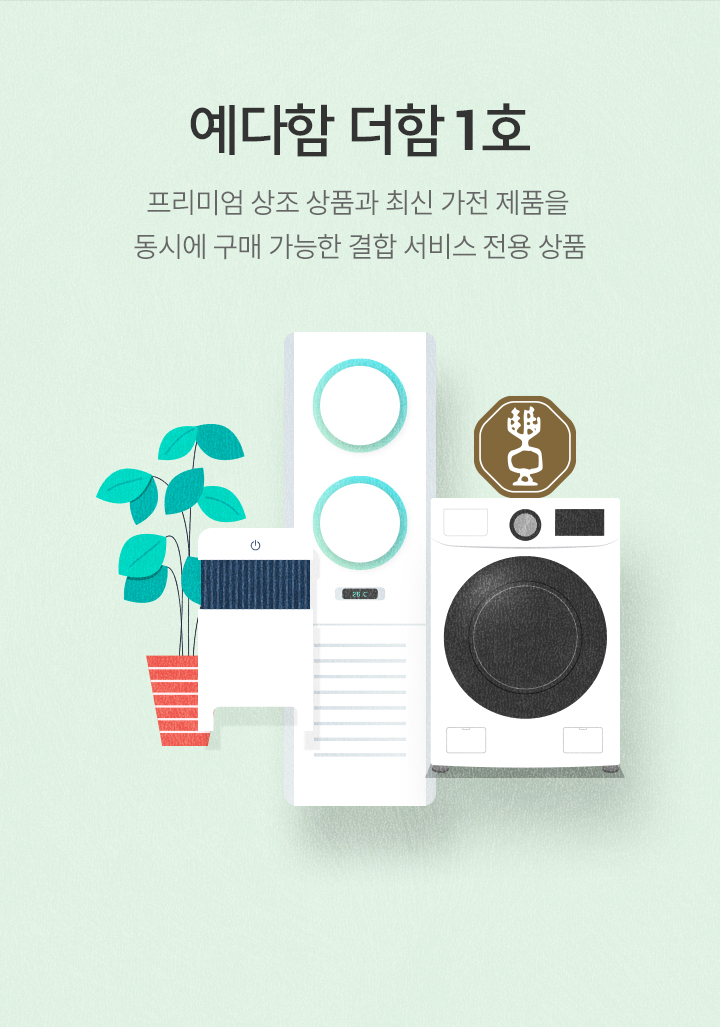 예다함 더함 1호
프리미엄 상조 상품과 최신 가전 제품을
동시에 구매 가능한 결합 서비스 전용 상품